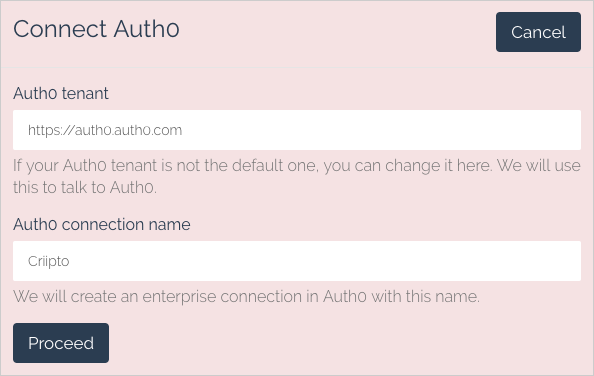 Connect Auth0
Cancel
Auth0 tenant
https://auth0.auth0.com
If your Auth0 tenant is not the default one, you can change it here. We will use
this to talk to Auth0.
Auth0 connection name
Criipto
We will create an enterprise connection in Auth0 with this name.
Proceed